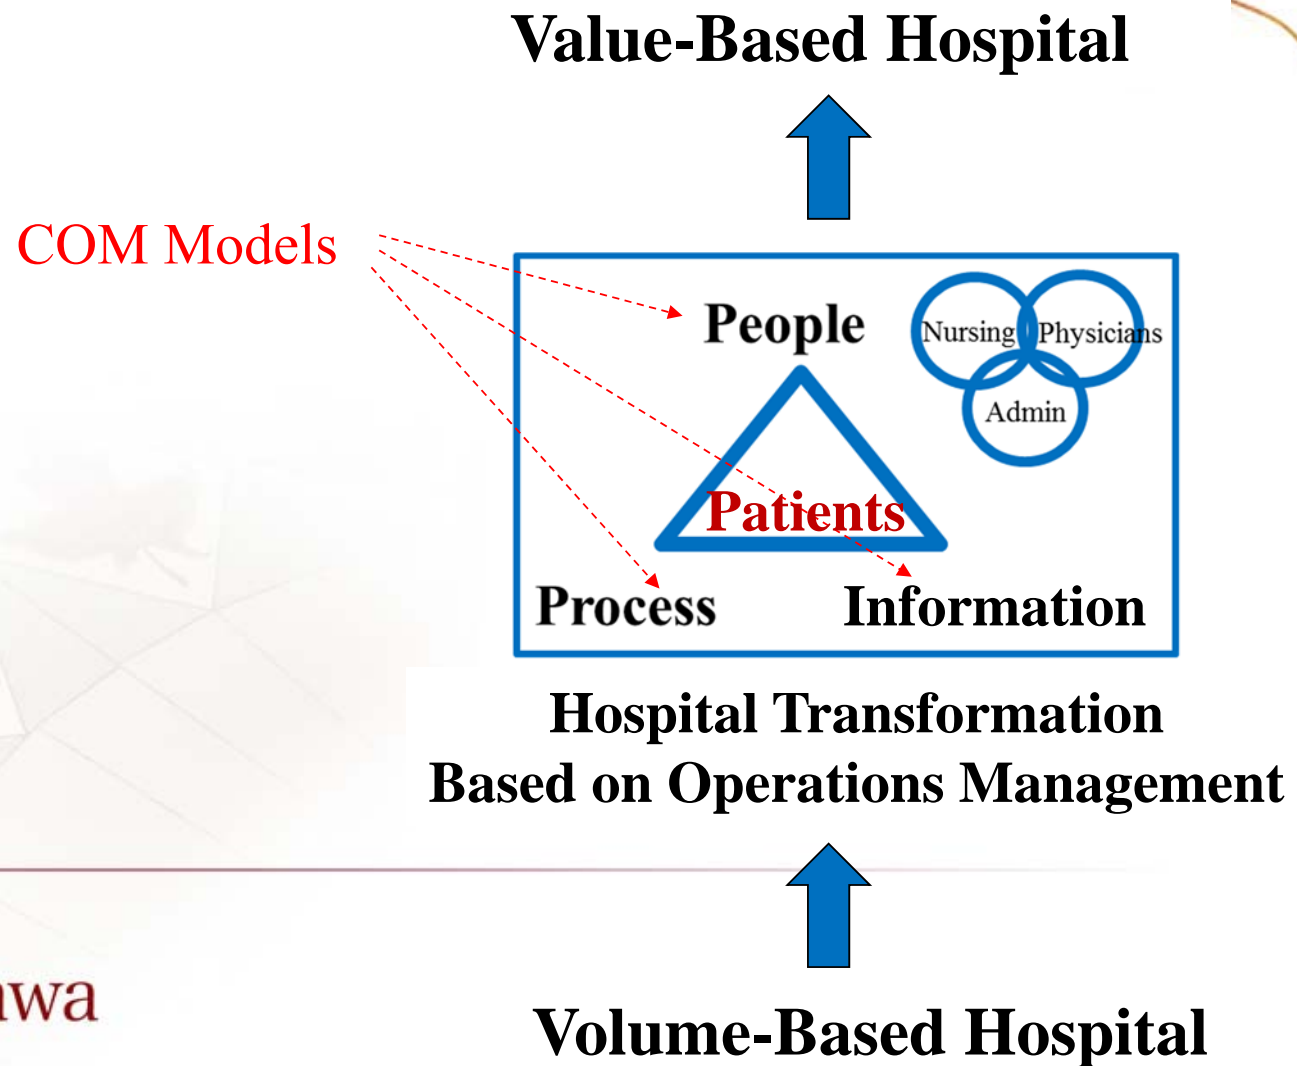 Value-Based Hospital
COM Models
People
Nursing
Physicians
Admin
Patients
Process
Information
Hospital Transformation
Based on Operations Management
awa
Volume-Based Hospital